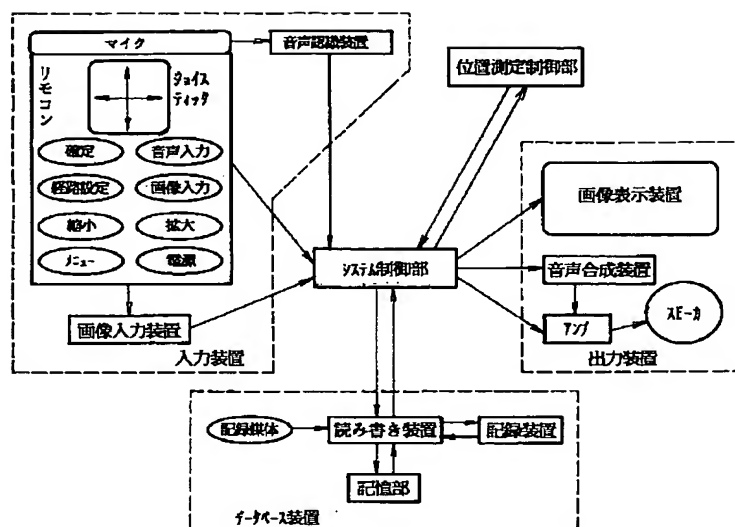 マイク
音声認識装置
リモコン
ジョイス
ティック
確定
音声入力
経路設定
画像入力
縮小
拡大
メニュー
電源
画像入力装置
入力装置
位置測定制御部
システム制御部
画像表示装置
音声合成装置
アンプ
スピーカ
出力装置
記録媒体
読み書き装置
記録装置
記憶部
データベース装置